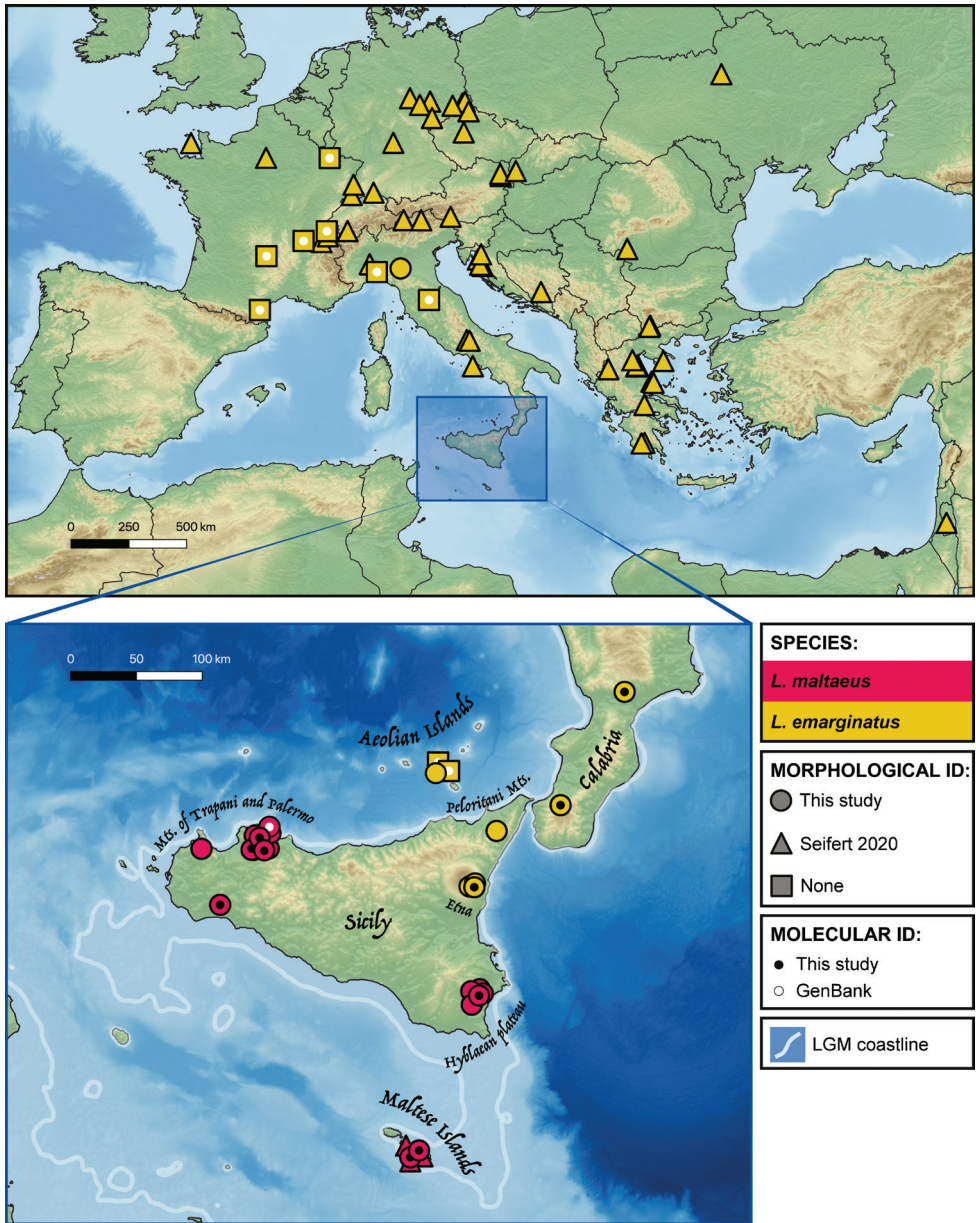 0 250 500 km
0 50 100 km
Aeolian Islands
Calabria
Peloritani Mts.
Mts. of Trapani and Palermo
Etna
Sicily
Hyblaean plateau
Maltese Islands
SPECIES:
L. maltaeus
L. emarginatus
MORPHOLOGICAL ID:
This study
Seifert 2020
None
MOLECULAR ID:
This study
GenBank
LGM coastline